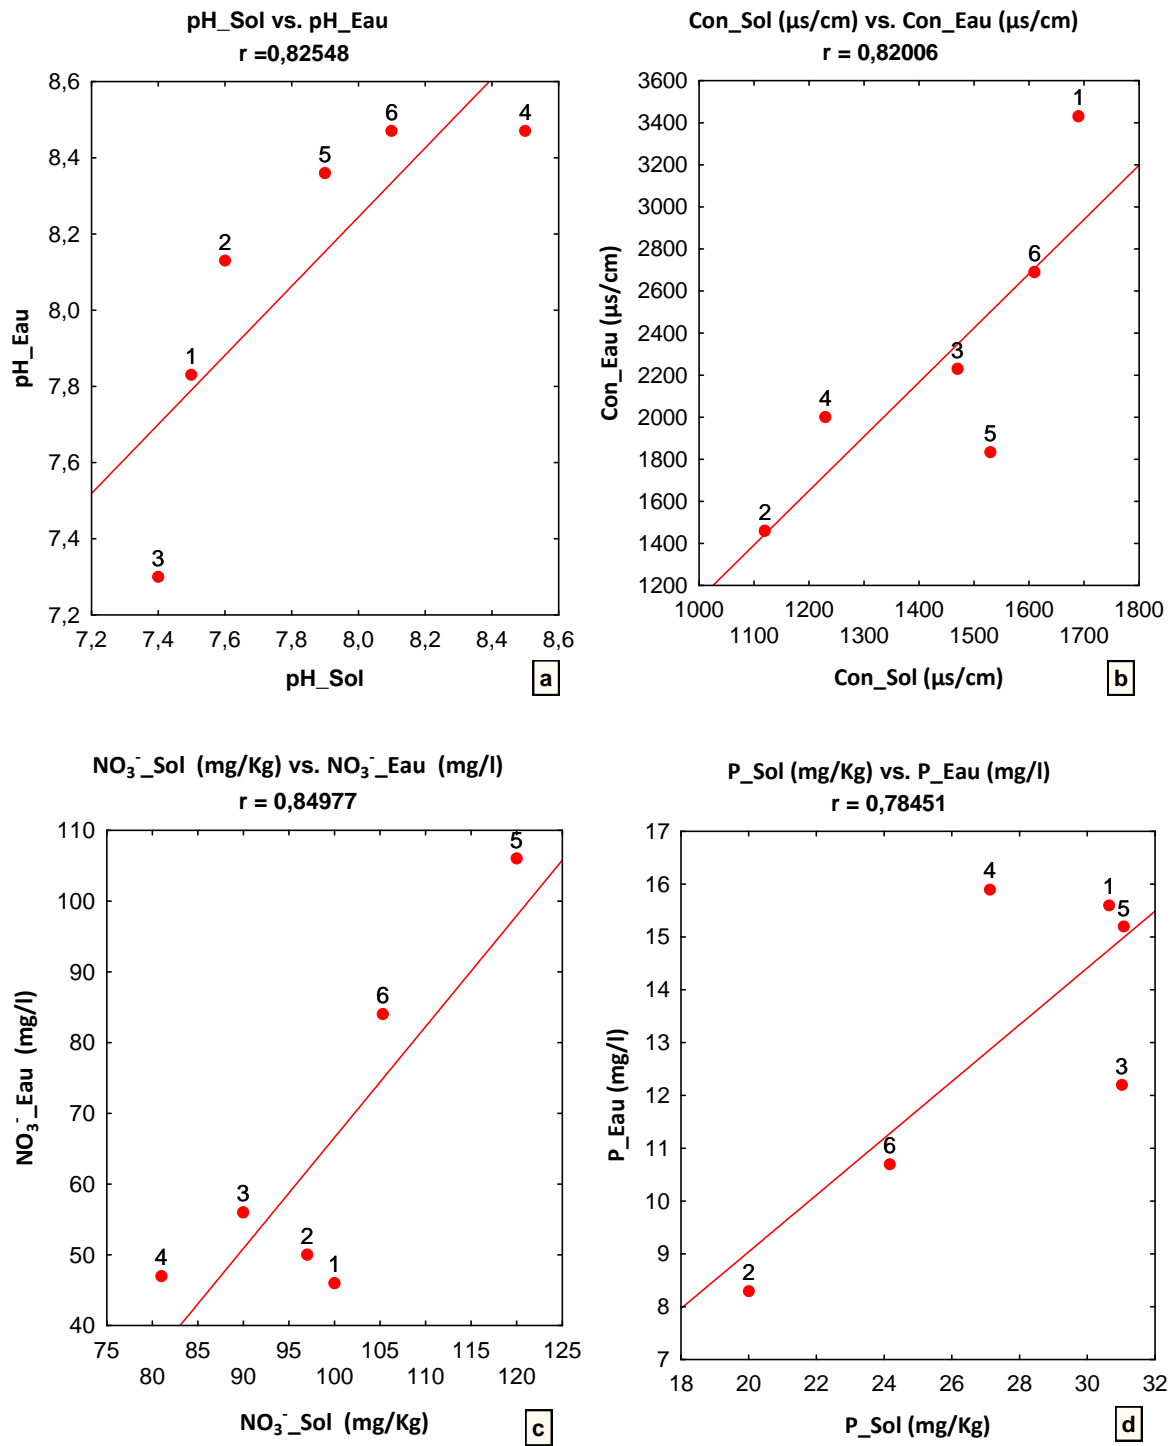 pH_Sol vs. pH_Eau
r =0,82548
8,6
8,4
8,2
8,0
7,8
7,6
7,4
7,2
pH_Eau
6
4
5
2
1
3
7,2 7,4 7,6 7,8 8,0 8,2 8,4 8,6
pH_Sol
a
Con_Sol (µs/cm) vs. Con_Eau (µs/cm)
r = 0,82006
3600
3400
3200
3000
2800
2600
2400
2200
2000
1800
1600
1400
1200
Con_Eau (µs/cm)
1
6
3
4
5
2
1000 1200 1400 1600 1800
1100 1300 1500 1700
Con_Sol (µs/cm)
b
NO₃⁻_Sol (mg/Kg) vs. NO₃⁻_Eau (mg/l)
r = 0,84977
110
100
90
80
70
60
50
40
NO₃⁻_Eau (mg/l)
5
6
3
2
4
1
75 85 95 105 115 125
80 90 100 110 120
NO₃⁻_Sol (mg/Kg)
c
P_Sol (mg/Kg) vs. P_Eau (mg/l)
r = 0,78451
17
16
15
14
13
12
11
10
9
8
7
P_Eau (mg/l)
4
1
5
3
6
2
18 20 22 24 26 28 30 32
P_Sol (mg/Kg)
d